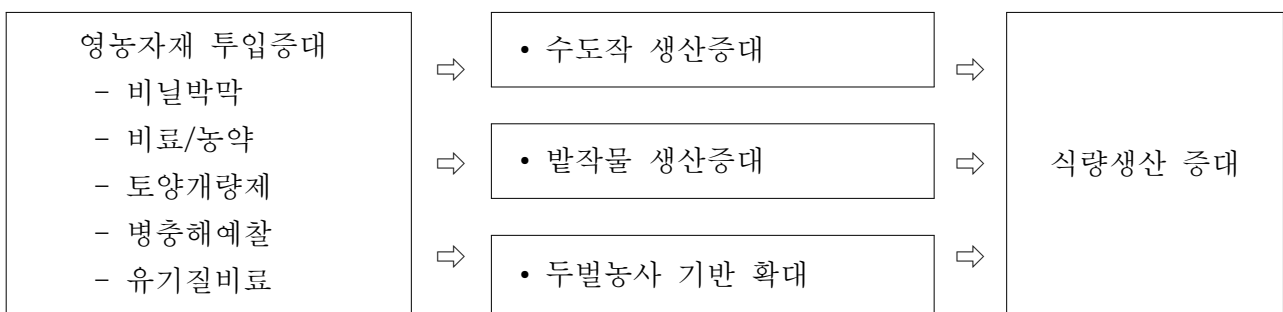 영농자재 투입증대
- 비닐박막
- 비료/농약
- 토양개량제
- 병충해예찰
- 유기질비료
⇨
• 수도작 생산증대
⇨
⇨
• 밭작물 생산증대
⇨
⇨
• 두벌농사 기반 확대
⇨
식량생산 증대